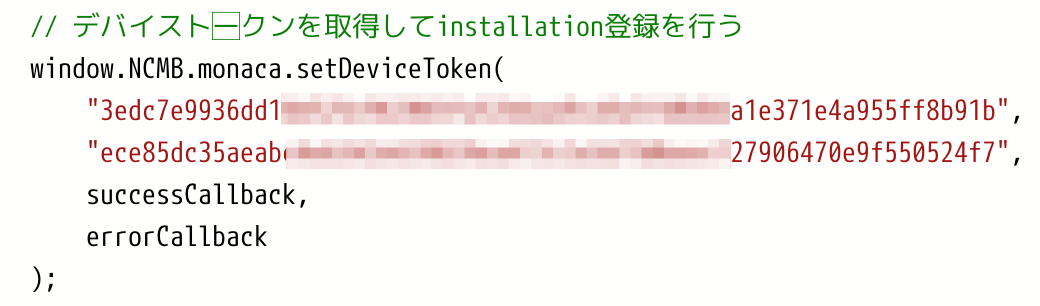 // デバイストークンを取得してinstallation登録を行う
window.NCMB.monaca.setDeviceToken(
"3edc7e9936dd1 a1e371e4a955ff8b91b",
"ece85dc35aeab 27906470e9f550524f7",
successCallback,
errorCallback
);